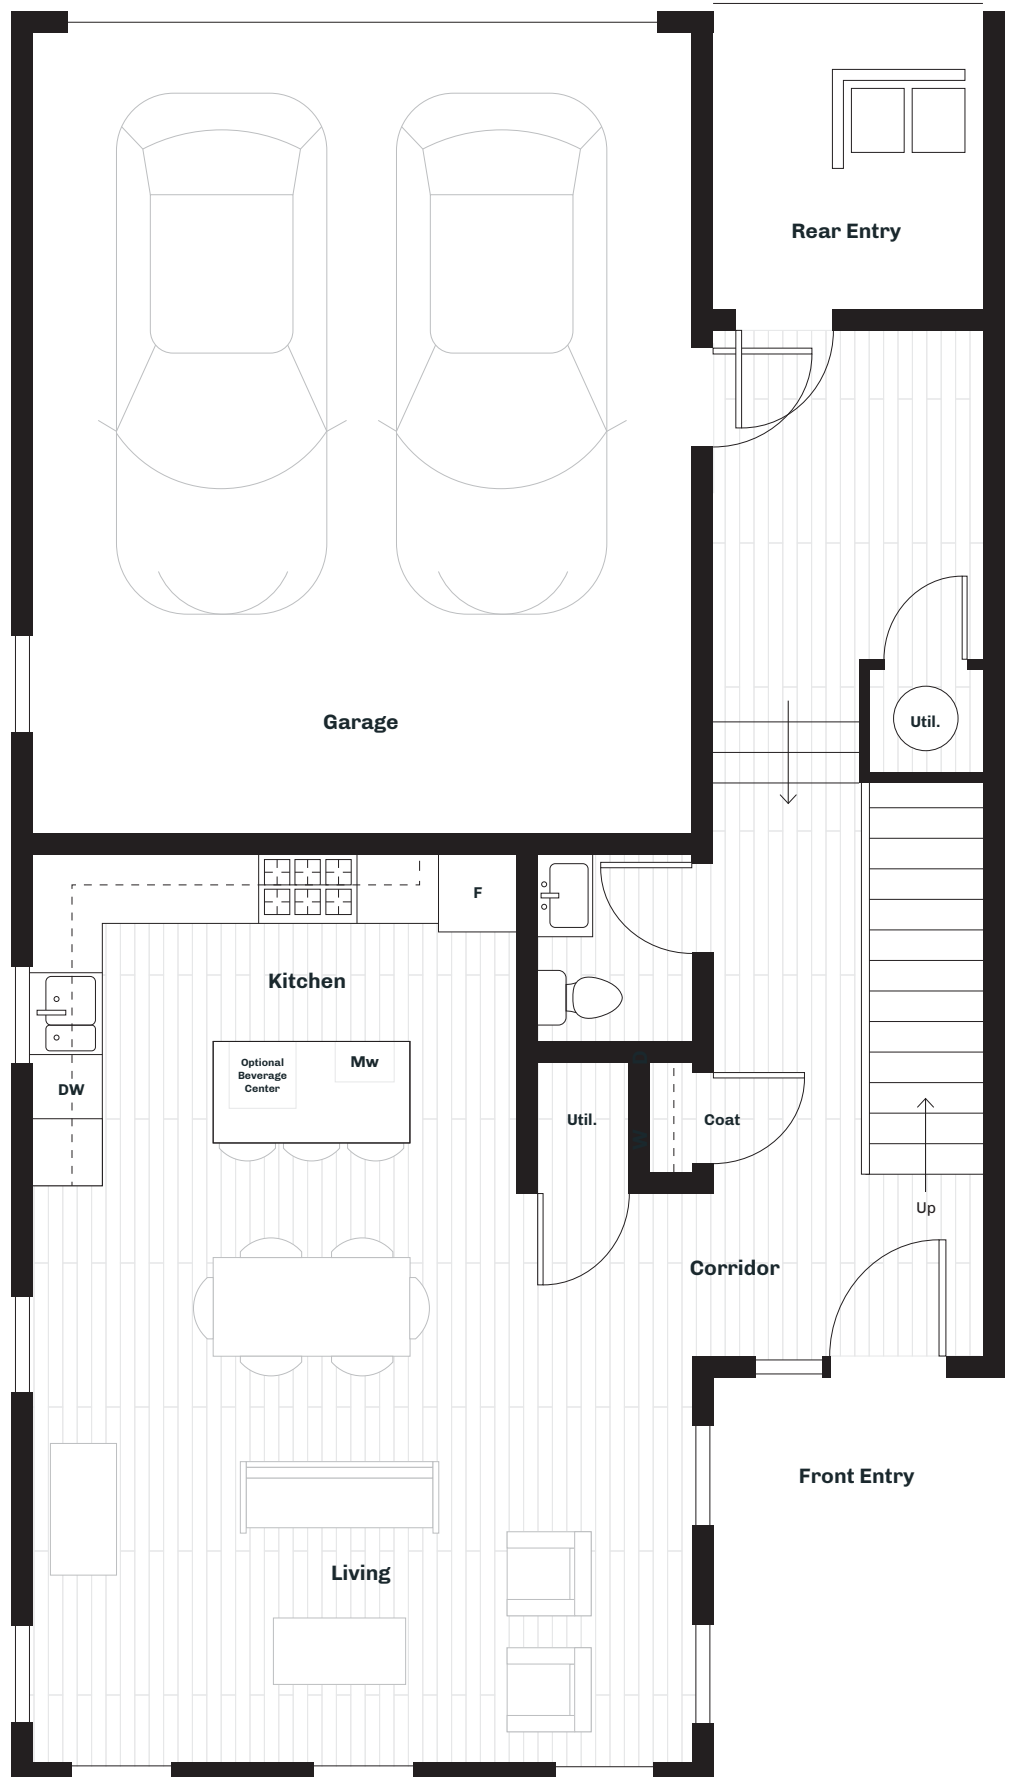 Rear Entry
Util.
Garage
F
Kitchen
Optional
Beverage
Center
Mw
DW
Util.
Coat
Up
Corridor
Front Entry
Living